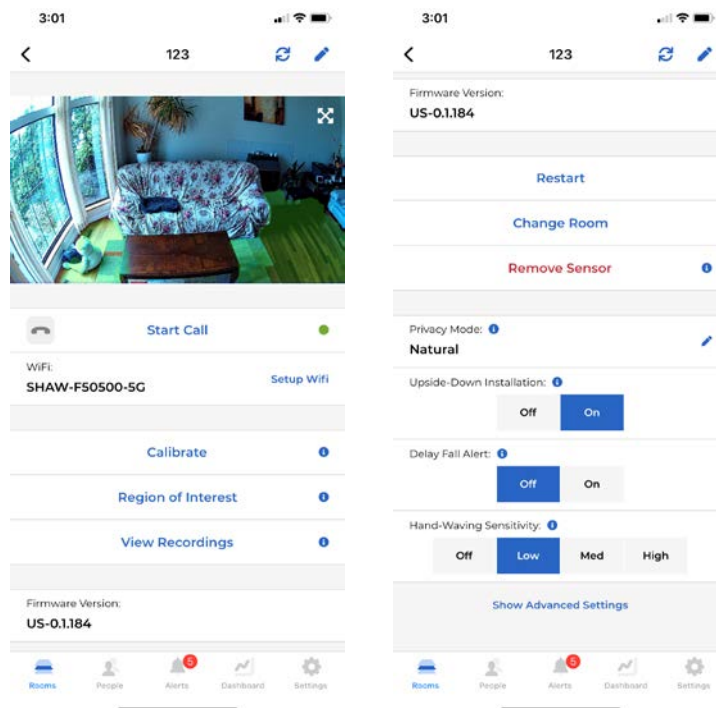 3:01
123
Start Call
WiFi:
SHAW-F50500-5G
Setup Wifi
Calibrate
Region of Interest
View Recordings
Firmware Version:
US-0.1.184
Rooms
People
5
Alerts
Dashboard
Settings
3:01
123
Firmware Version:
US-0.1.184
Restart
Change Room
Remove Sensor
Privacy Mode:
Natural
Upside-Down Installation:
Off On
Delay Fall Alert:
Off On
Hand-Waving Sensitivity:
Off Low Med High
Show Advanced Settings
Rooms
People
5
Alerts
Dashboard
Settings